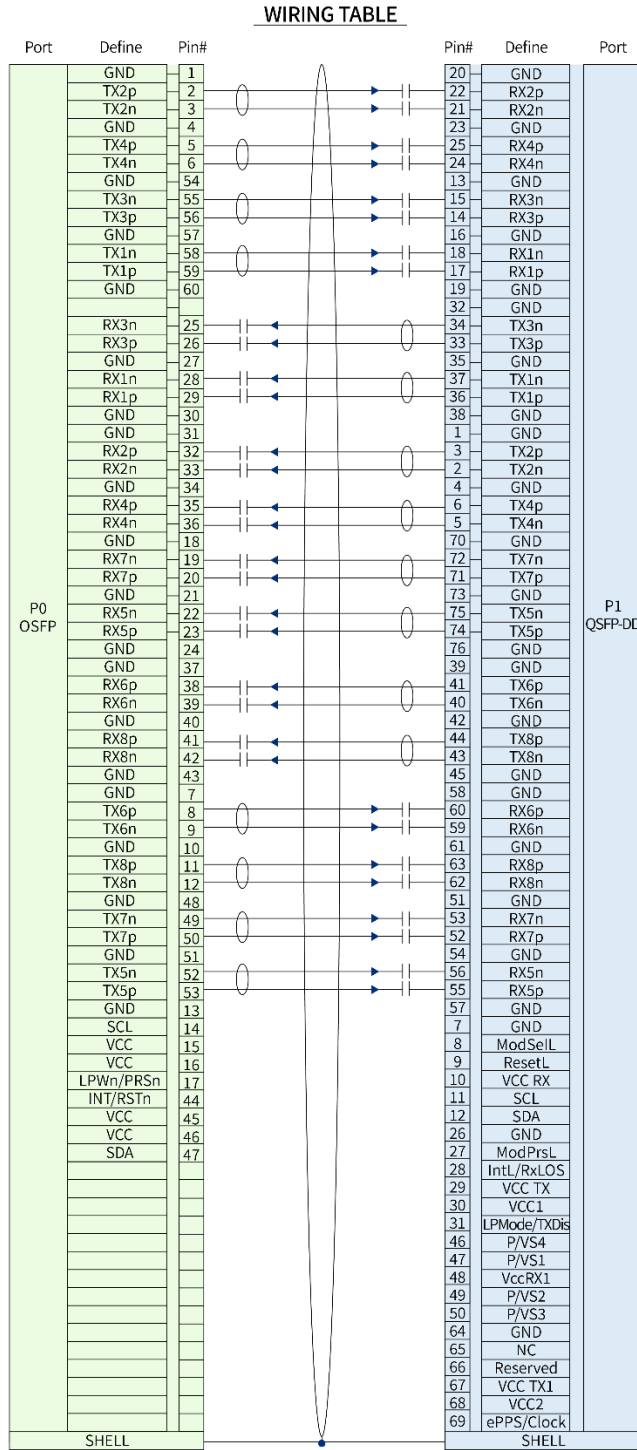 WIRING TABLE
Port Define Pin# Pin# Define Port
GND 1 20 GND
TX2p 2 22 RX2p
TX2n 3 21 RX2n
GND 4 23 GND
TX4p 5 25 RX4p
TX4n 6 24 RX4n
GND 54 13 GND
TX3n 55 15 RX3n
TX3p 56 14 RX3p
GND 57 16 GND
TX1n 58 18 RX1n
TX1p 59 17 RX1p
GND 60 19 GND
32 GND
RX3n 25 34 TX3n
RX3p 26 33 TX3p
GND 27 35 GND
RX1n 28 37 TX1n
RX1p 29 36 TX1p
GND 30 38 GND
GND 31 1 GND
RX2p 32 3 TX2p
RX2n 33 2 TX2n
GND 34 4 GND
RX4p 35 6 TX4p
RX4n 36 5 TX4n
GND 18 70 GND
RX7n 19 72 TX7n
RX7p 20 71 TX7p
P0 GND 21 73 GND P1
OSFP RX5n 22 75 TX5n QSFP-DD
RX5p 23 74 TX5p
GND 24 76 GND
GND 37 39 GND
RX6p 38 41 TX6p
RX6n 39 40 TX6n
GND 40 42 GND
RX8p 41 44 TX8p
RX8n 42 43 TX8n
GND 43 45 GND
GND 7 58 GND
TX6p 8 60 RX6p
TX6n 9 59 RX6n
GND 10 61 GND
TX8p 11 63 RX8p
TX8n 12 62 RX8n
GND 48 51 GND
TX7n 49 53 RX7n
TX7p 50 52 RX7p
GND 51 54 GND
TX5n 52 56 RX5n
TX5p 53 55 RX5p
GND 13 57 GND
SCL 14 7 GND
VCC 15 8 ModSelL
VCC 16 9 ResetL
LPWn/PRSn 17 10 VCC RX
INT/RSTn 44 11 SCL
VCC 45 12 SDA
VCC 46 26 GND
SDA 47 27 ModPrsL
28 IntL/RxLOS
29 VCC TX
30 VCC1
31 LPMode/TXDis
46 P/VS4
47 P/VS1
48 VccRX1
49 P/VS2
50 P/VS3
64 GND
65 NC
66 Reserved
67 VCC TX1
68 VCC2
69 ePPS/Clock
SHELL SHELL